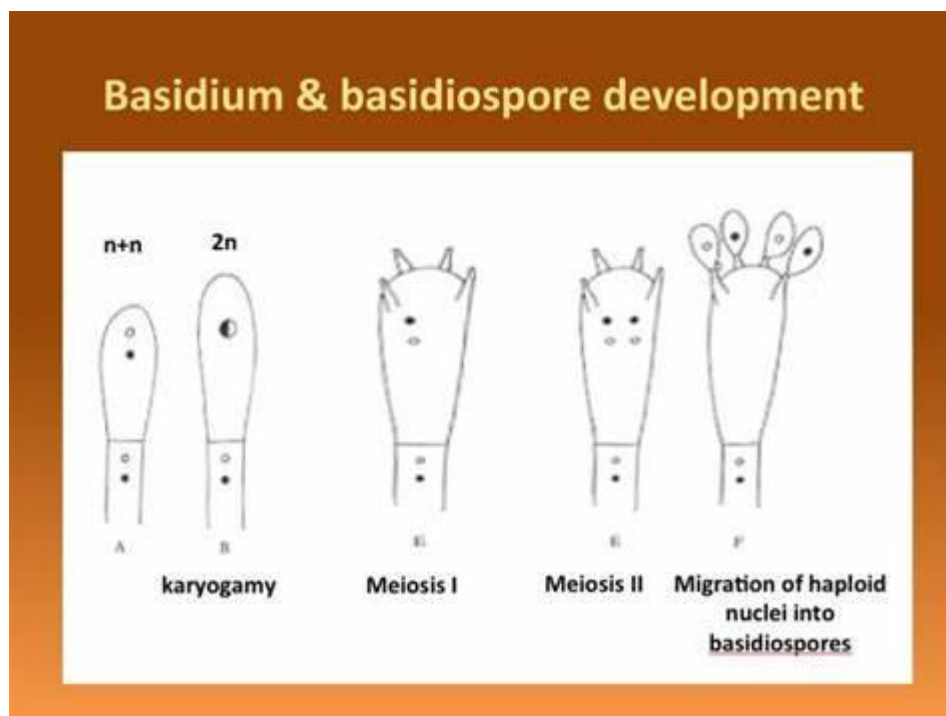 Basidium & basidiospore development
n+n
2n
A
B
E
E
F
karyogamy
Meiosis I
Meiosis II
Migration of haploid
nuclei into
basidiospores